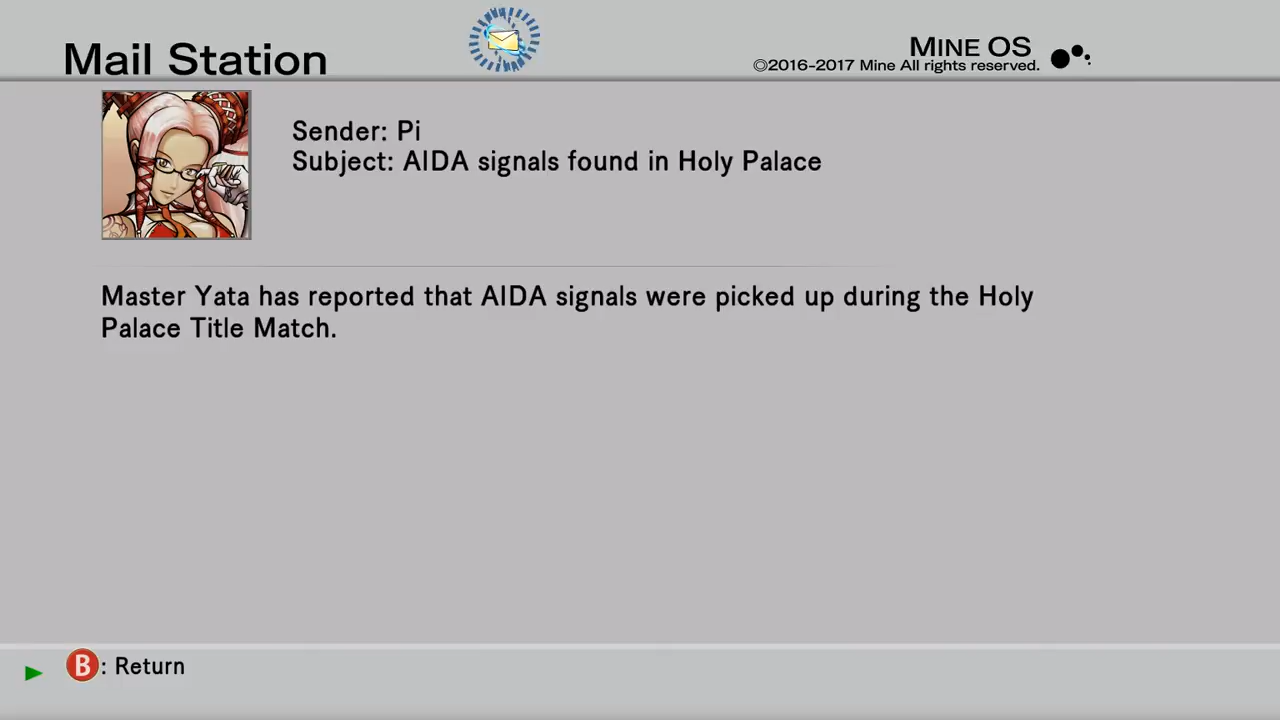 Mail Station
MINE OS
©2016-2017 Mine All rights reserved.
Sender: Pi
Subject: AIDA signals found in Holy Palace
Master Yata has reported that AIDA signals were picked up during the Holy
Palace Title Match.
B: Return